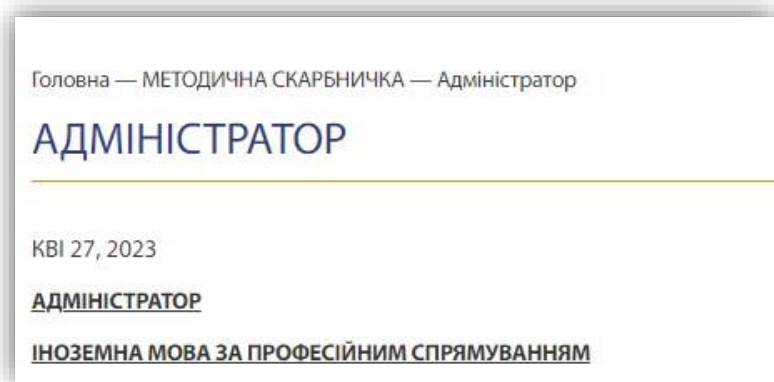 Головна — МЕТОДИЧНА СКАРБНИЧКА — Адміністратор
АДМІНІСТРАТОР
КВІ 27, 2023
АДМІНІСТРАТОР
ІНОЗЕМНА МОВА ЗА ПРОФЕСІЙНИМ СПРЯМУВАННЯМ